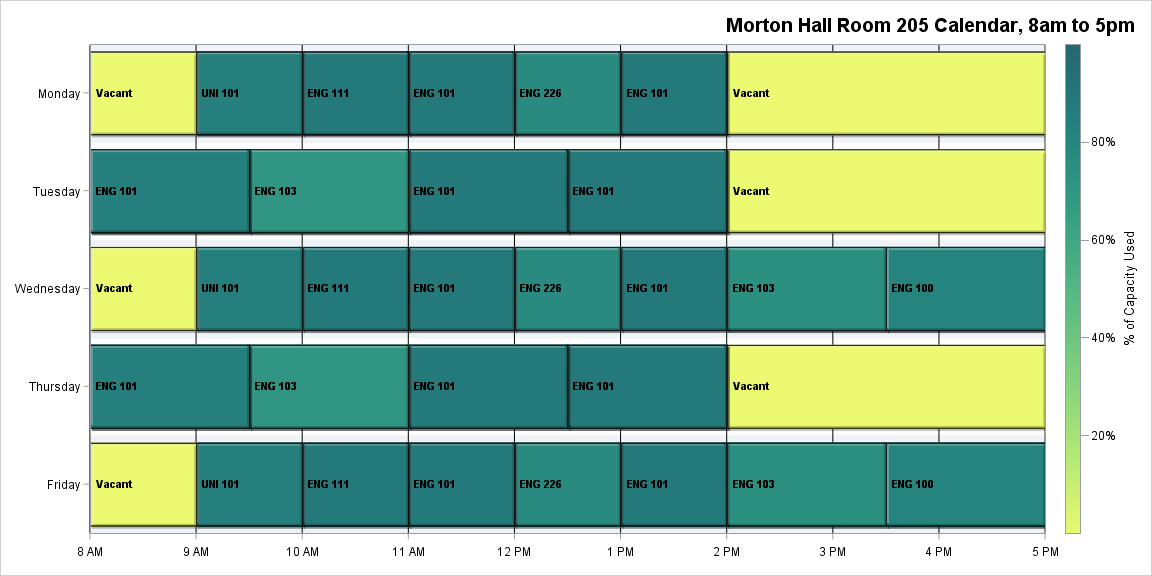 Morton Hall Room 205 Calendar, 8am to 5pm
Monday Vacant UNI 101 ENG 111 ENG 101 ENG 226 ENG 101 Vacant
80%
Tuesday ENG 101 ENG 103 ENG 101 ENG 101 Vacant
60%
% of Capacity Used
Wednesday Vacant UNI 101 ENG 111 ENG 101 ENG 226 ENG 101 ENG 103 ENG 100
40%
Thursday ENG 101 ENG 103 ENG 101 ENG 101 Vacant
20%
Friday Vacant UNI 101 ENG 111 ENG 101 ENG 226 ENG 101 ENG 103 ENG 100
8 AM 9 AM 10 AM 11 AM 12 PM 1 PM 2 PM 3 PM 4 PM 5 PM